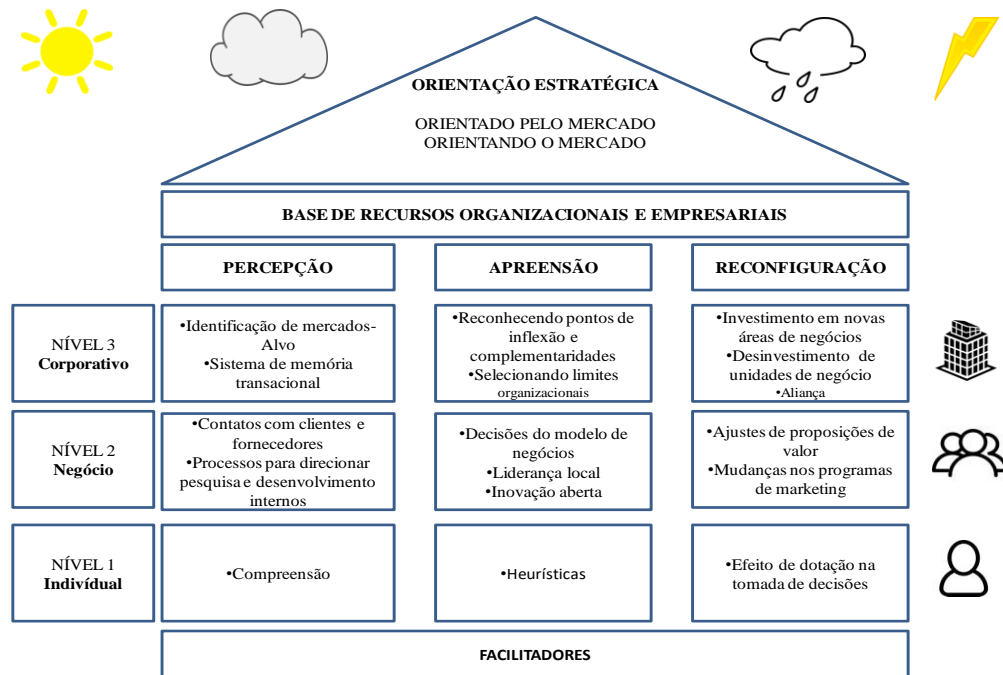 ORIENTAÇÃO ESTRATÉGICA
ORIENTADO PELO MERCADO
ORIENTANDO O MERCADO
BASE DE RECURSOS ORGANIZACIONAIS E EMPRESARIAIS
PERCEPÇÃO
APREENSÃO
RECONFIGURAÇÃO
NÍVEL 3
Corporativo
•Identificação de mercados-
Alvo
•Sistema de memória
transacional
•Reconhecendo pontos de
inflexão e
complementaridades
•Selecionando limites
organizacionais
•Investimento em novas
áreas de negócios
•Desinvestimento de
unidades de negócio
•Aliança
NÍVEL 2
Negócio
•Contatos com clientes e
fornecedores
•Processos para direcionar
pesquisa e desenvolvimento
internos
•Decisões do modelo de
negócios
•Liderança local
•Inovação aberta
•Ajustes de proposições de
valor
•Mudanças nos programas
de marketing
NÍVEL 1
Indivídual
•Compreensão
•Heurísticas
•Efeito de dotação na
tomada de decisões
FACILITADORES